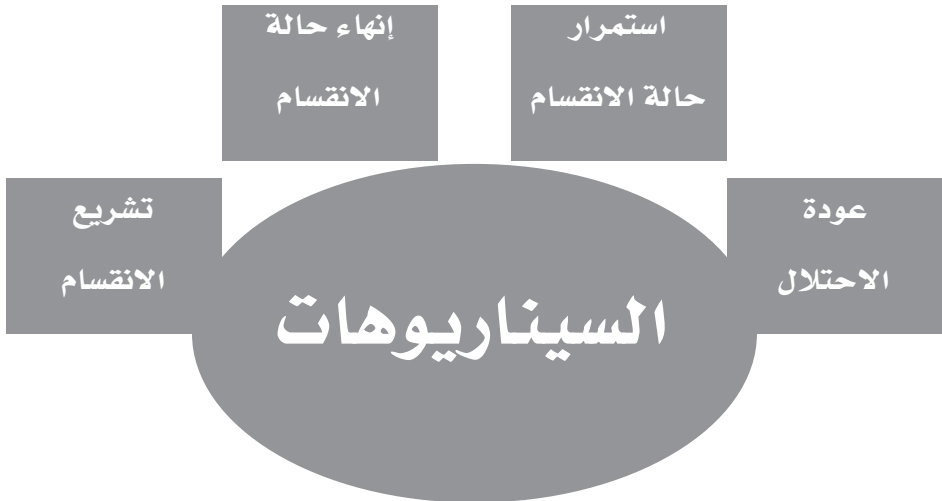 استمرار
حالة الانقسام
إنهاء حالة
الانقسام
عودة
الاحتلال
تشريع
الانقسام
السيناريوهات